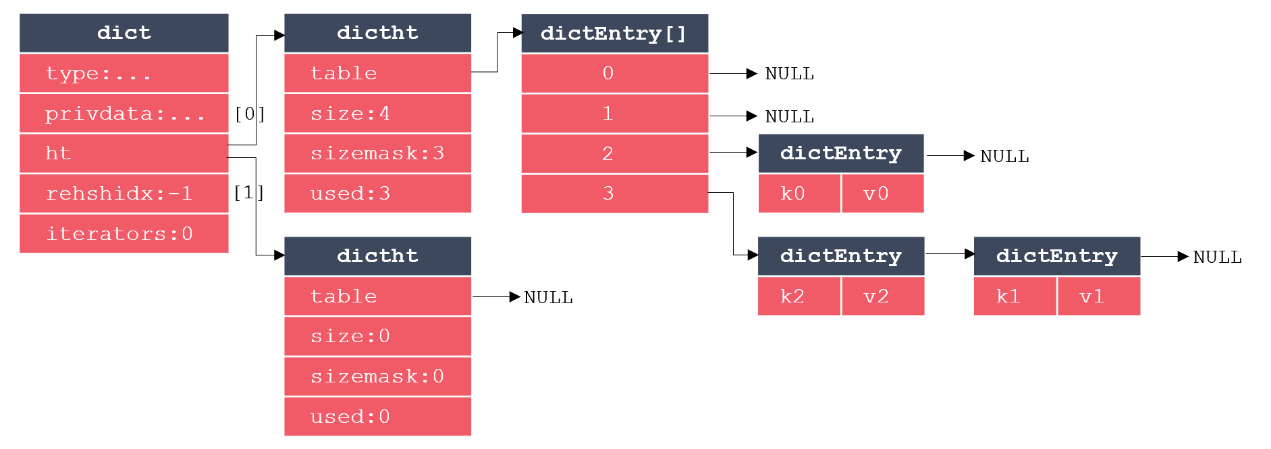 dict
type:...
privdata:...
ht
rehshidx:-1
iterators:0
[0]
[1]
dictht
table
size:4
sizemask:3
used:3
dictht
table
size:0
sizemask:0
used:0
NULL
dictEntry[]
0
1
2
3
NULL
NULL
dictEntry
k0 v0
NULL
dictEntry
k2 v2
dictEntry
k1 v1
NULL